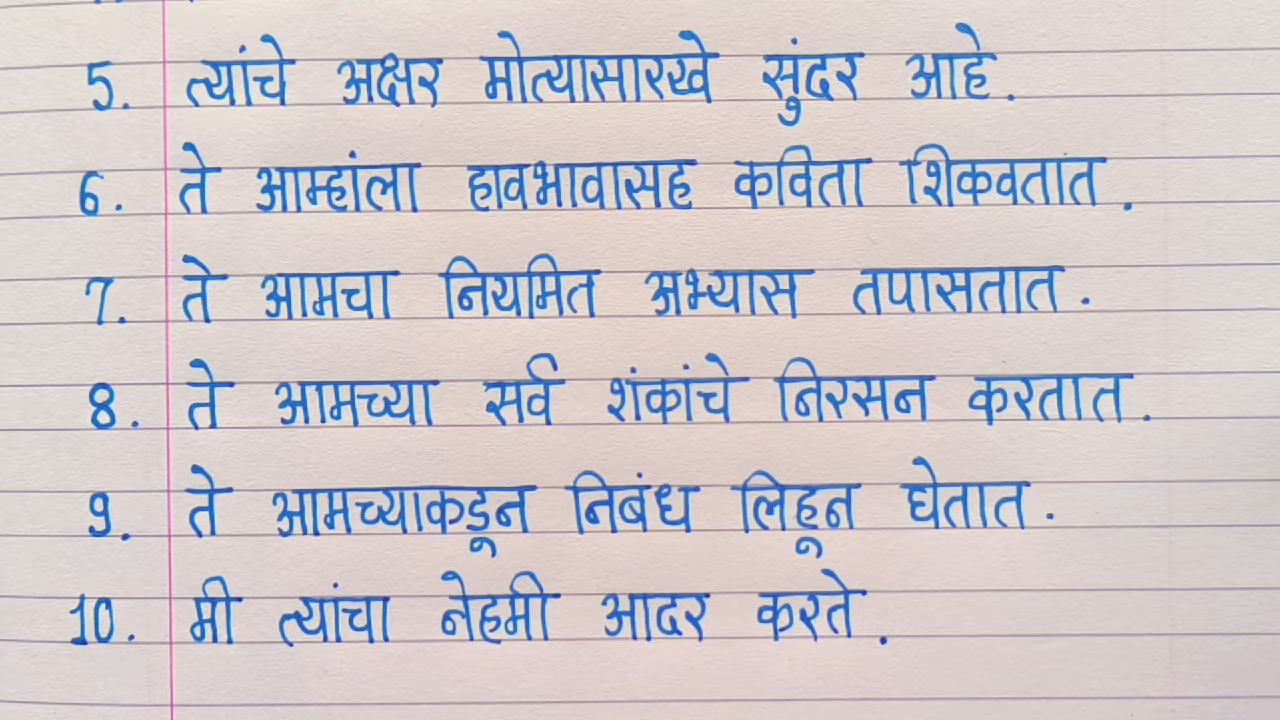 5. त्यांचे अक्षर मोत्यासारखे सुंदर आहे.
6. ते आम्हांला हावभावासह कविता शिकवतात.
7. ते आमचा नियमित अभ्यास तपासतात.
8. ते आमच्या सर्व शंकांचे निरसन करतात.
9. ते आमच्याकडून निबंध लिहून घेतात.
10. मी त्यांचा नेहमी आदर करते.